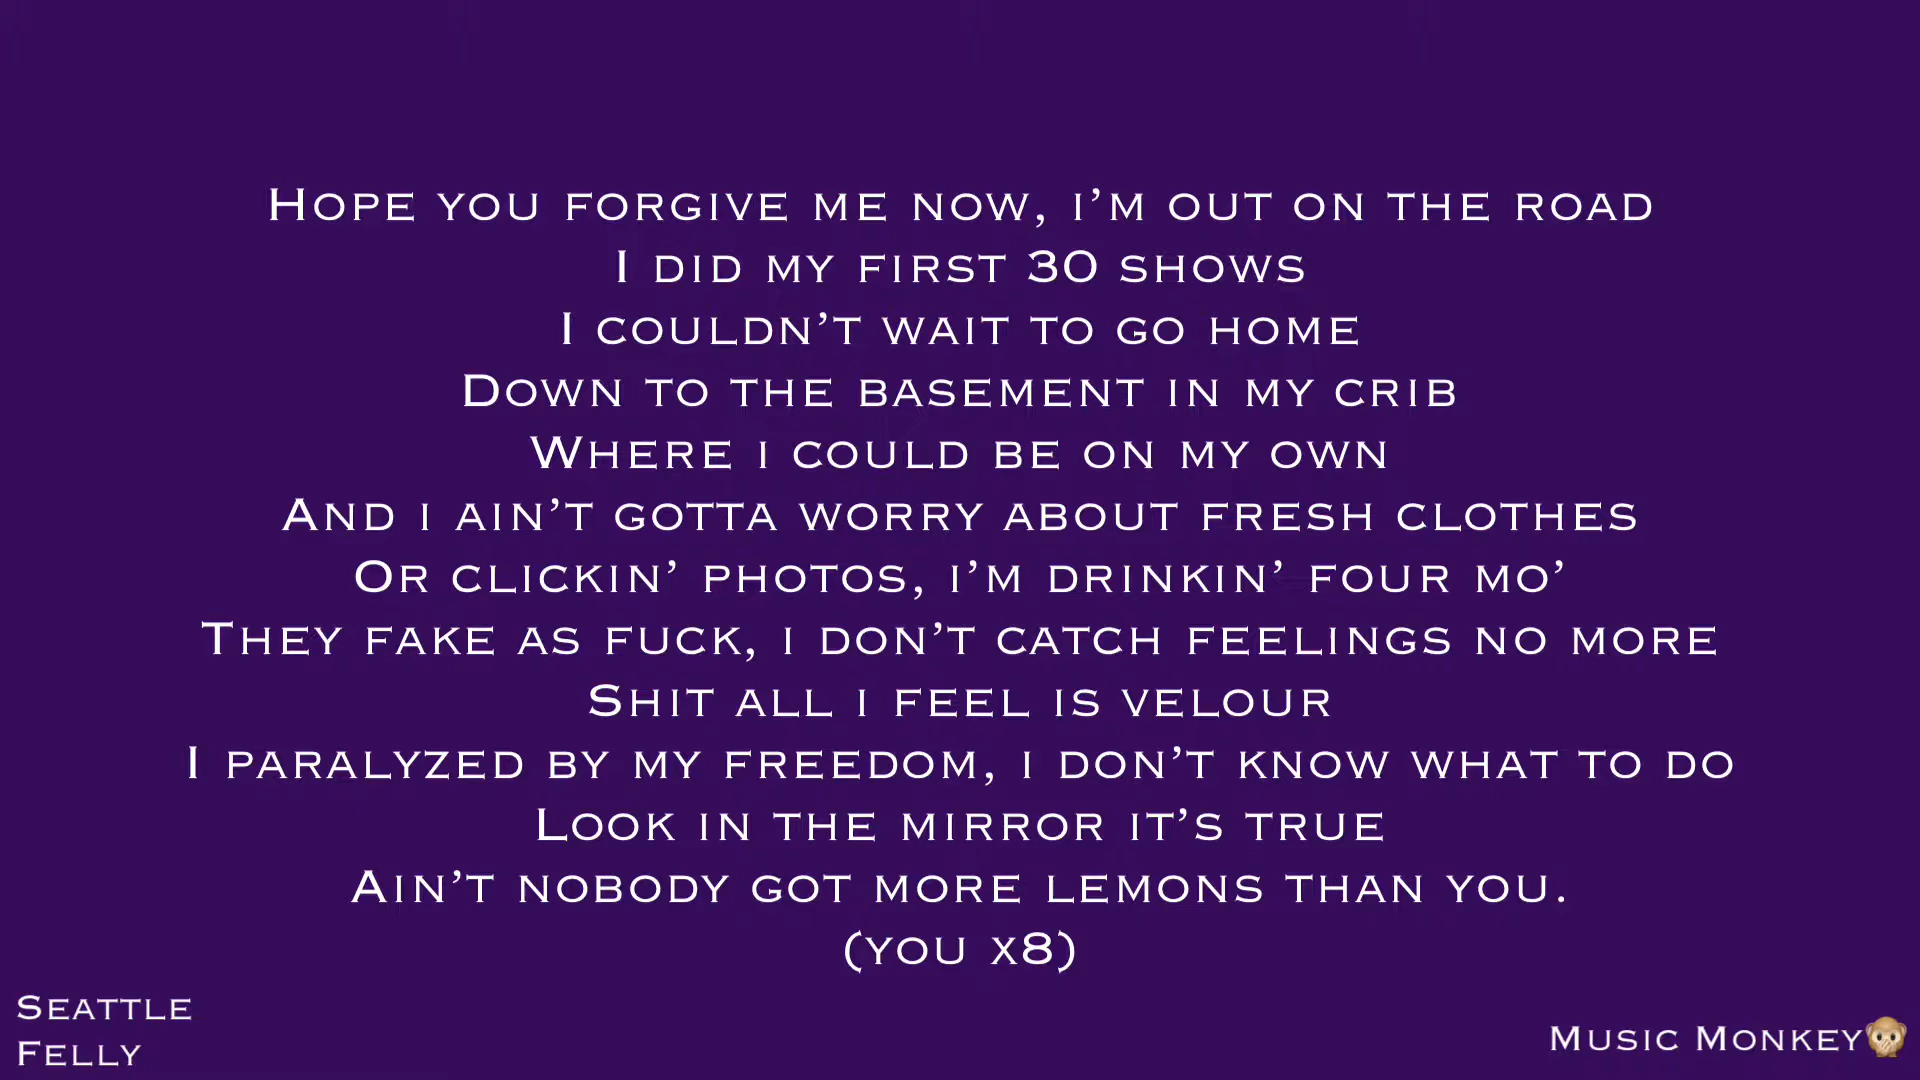 Hope you forgive me now, i’m out on the road
I did my first 30 shows
I couldn’t wait to go home
Down to the basement in my crib
Where i could be on my own
And i ain’t gotta worry about fresh clothes
Or clickin’ photos, i’m drinkin’ four mo’
They fake as fuck, i don’t catch feelings no more
Shit all i feel is velour
I paralyzed by my freedom, i don’t know what to do
Look in the mirror it’s true
Ain’t nobody got more lemons than you.
(you x8)
Seattle
Felly
Music Monkey🙊